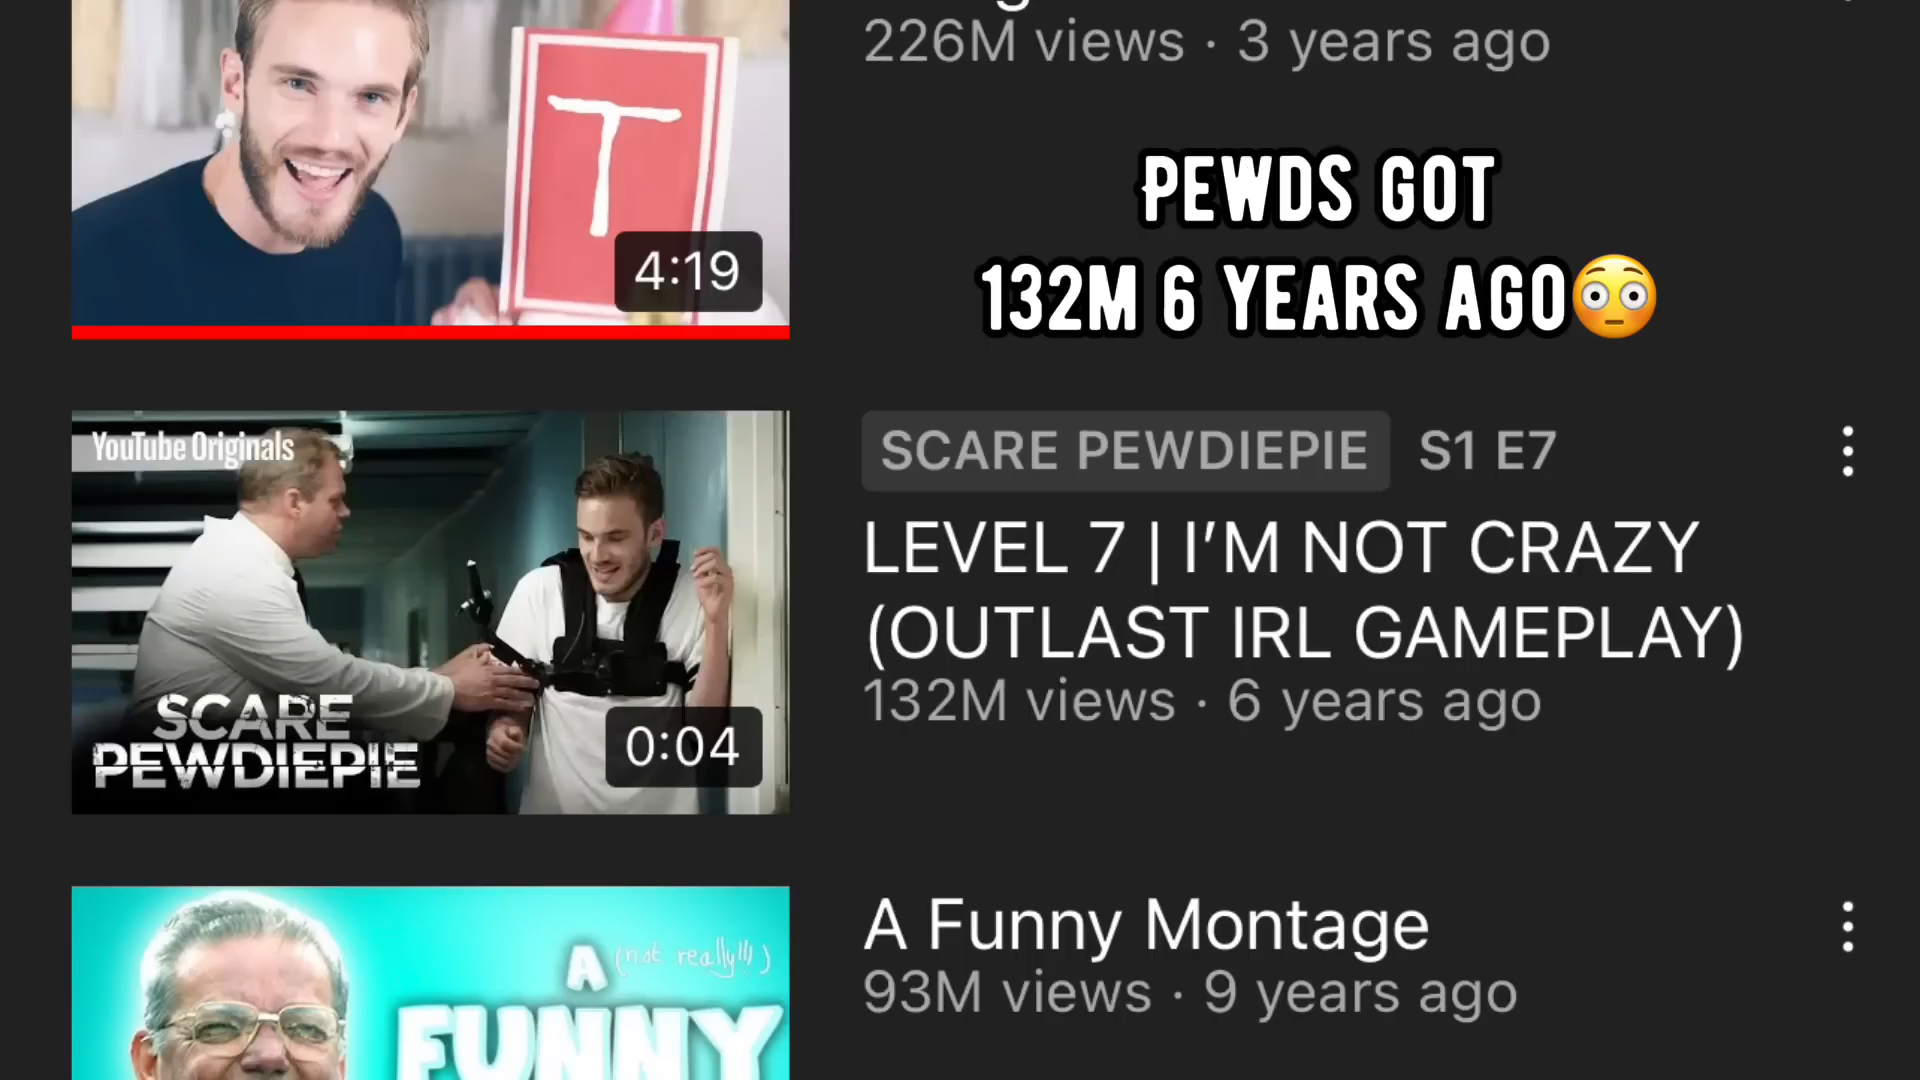 226M views · 3 years ago
T
PEWDS GOT
132M 6 YEARS AGO😳
4:19
YouTube Originals
SCARE PEWDIEPIE S1 E7
LEVEL 7 | I’M NOT CRAZY
(OUTLAST IRL GAMEPLAY)
132M views · 6 years ago
SCARE
PEWDIEPIE
0:04
A Funny Montage
93M views · 9 years ago
A (not really!!!)
FUNNY